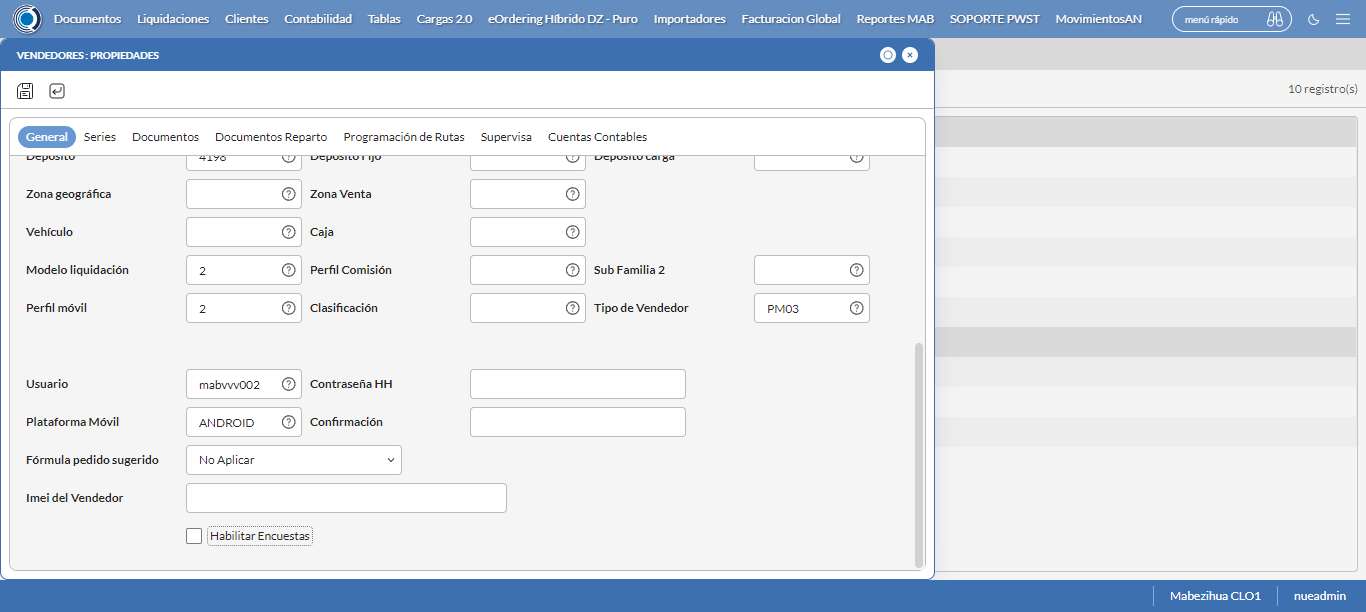 Documentos Liquidaciones Clientes Contabilidad Tablas Cargas 2.0 eOrdering Híbrido DZ - Puro Importadores Facturacion Global Reportes MAB SOPORTE PWST MovimientosAN menú rápido
VENDEDORES : PROPIEDADES
10 registro(s)
General Series Documentos Documentos Reparto Programación de Rutas Supervisa Cuentas Contables
Depósito 4198 Depósito Fijo Depósito carga
Zona geográfica Zona Venta
Vehículo Caja
Modelo liquidación 2 Perfil Comisión Sub Familia 2
Perfil móvil 2 Clasificación Tipo de Vendedor PM03
Usuario mabvvv002 Contraseña HH
Plataforma Móvil ANDROID Confirmación
Fórmula pedido sugerido No Aplicar
Imei del Vendedor
Habilitar Encuestas
Mabezihua CLO1 nueadmin